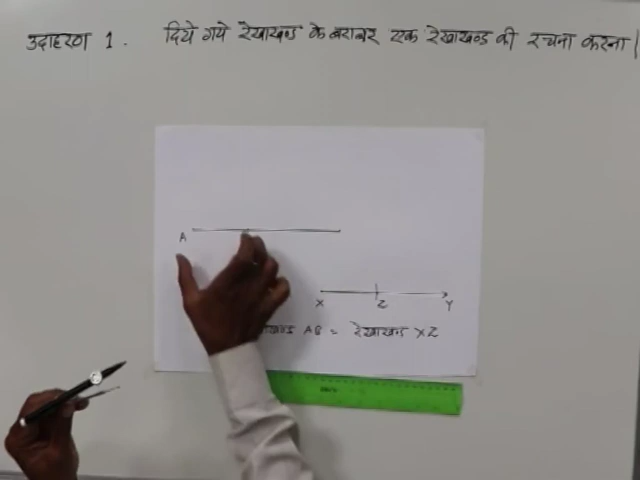 उदाहरण 1. दिये गये रेखाखण्ड के बराबर एक रेखाखण्ड की रचना करना।
A
X Z Y
AB = रेखाखण्ड XZ